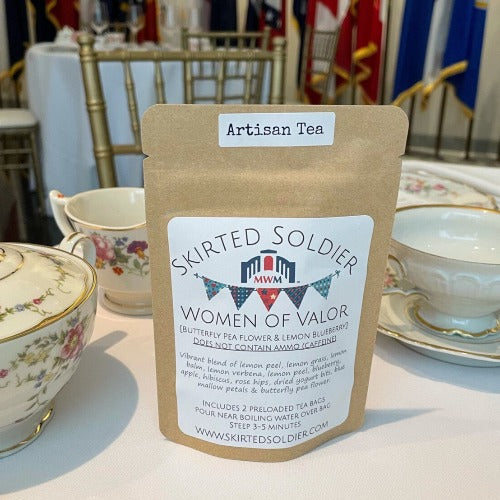 Artisan Tea
SKIRTED SOLDIER
MWM
WOMEN OF VALOR
[BUTTERFLY PEA FLOWER & LEMON BLUEBERRY]
DOES NOT CONTAIN AMMO (CAFFEINE)
Vibrant blend of lemon peel, lemon grass, lemon
balm, lemon verbena, lemon peel, blueberry,
apple, hibiscus, rose hips, dried yogurt bits, blue
mallow petals & butterfly pea flower.
INCLUDES 2 PRELOADED TEA BAGS
POUR NEAR BOILING WATER OVER BAG
STEEP 3-5 MINUTES
WWW.SKIRTEDSOLDIER.COM